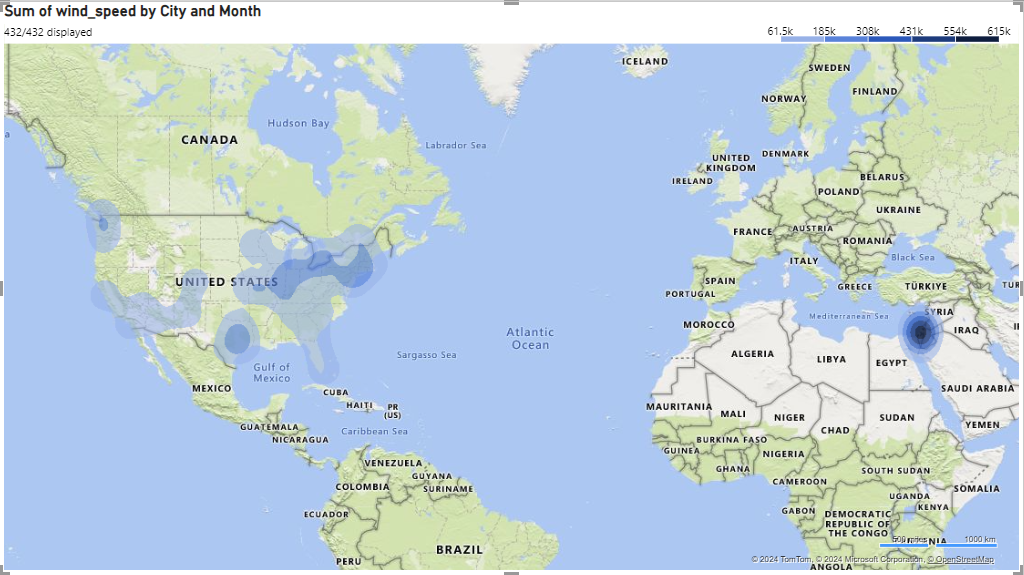 Sum of wind_speed by City and Month
432/432 displayed
61.5k 185k 308k 431k 554k 615k
ICELAND
SWEDEN
FINLAND
NORWAY
Hudson Bay
CANADA
Labrador Sea
DENMARK
UNITED
KINGDOM
IRELAND
BELARUS
POLAND
UKRAINE
FRANCE
AUSTRIA
ROMANIA
ITALY
Black Sea
UNITED STATES
SPAIN
GREECE
TÜRKIYE
TUR
PORTUGAL
SYRIA
Mediterranean Sea
MOROCCO
IRAQ
Atlantic
Ocean
Sargasso Sea
ALGERIA
LIBYA
EGYPT
Gulf of
Mexico
MEXICO
CUBA
SAUDI ARABIA
HAITI
PR
(US)
MAURITANIA
MALI
NIGER
SUDAN
YEMEN
GUATEMALA
Caribbean Sea
CHAD
NICARAGUA
BURKINA FASO
GUINEA
NIGERIA
VENEZUELA
GHANA
SOUTH SUDAN
GUYANA
CAMEROON
COLOMBIA
SURINAME
SOMALIA
UGANDA
KENYA
ECUADOR
GABON
DEMOCRATIC
REPUBLIC OF
THE CONGO
500 miles
1000 km
BRAZIL
PERU
© 2024 TomTom, © 2024 Microsoft Corporation, © OpenStreetMap
ANGOLA